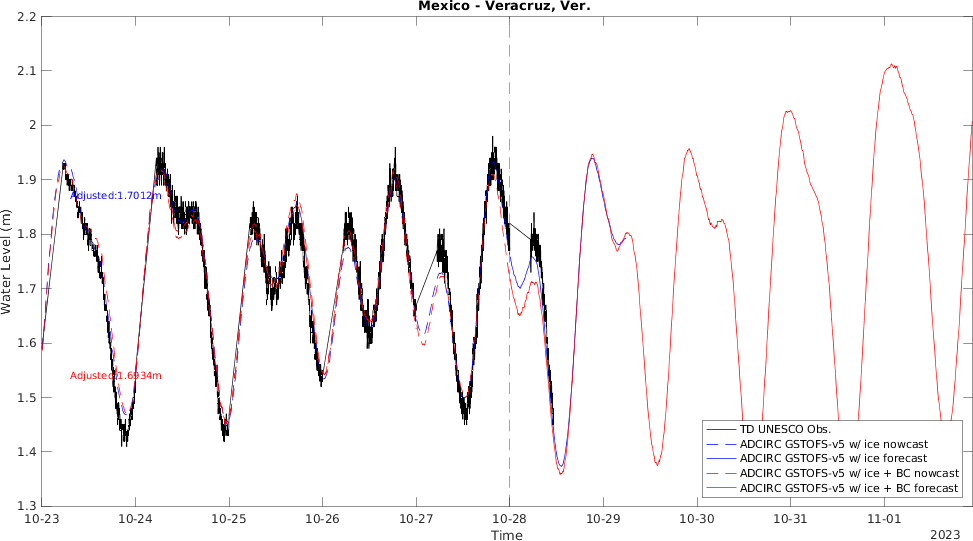 Mexico - Veracruz, Ver.
2.2
2.1
2
1.9
1.8
1.7
1.6
1.5
1.4
1.3
Water Level (m)
Adjusted:1.7012m
Adjusted:1.6934m
TD UNESCO Obs.
ADCIRC GSTOFS-v5 w/ ice nowcast
ADCIRC GSTOFS-v5 w/ ice forecast
ADCIRC GSTOFS-v5 w/ ice + BC nowcast
ADCIRC GSTOFS-v5 w/ ice + BC forecast
10-23 10-24 10-25 10-26 10-27 10-28 10-29 10-30 10-31 11-01
Time
2023